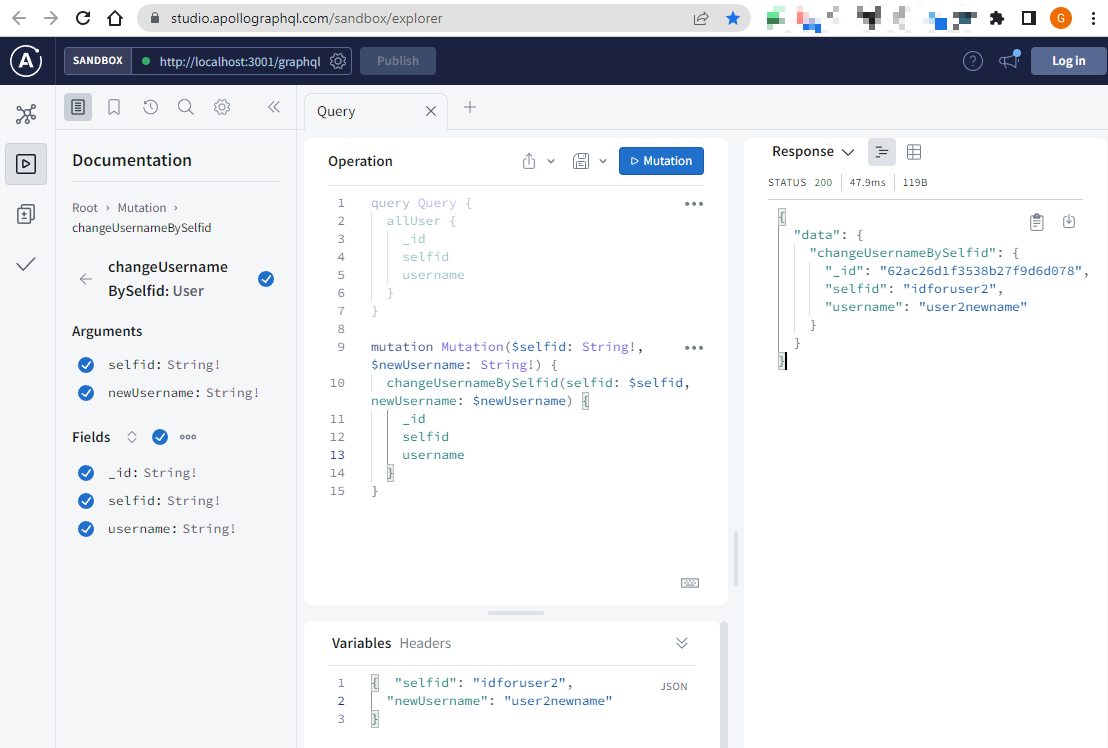 studio.apollographql.com/sandbox/explorer
G
A
SANDBOX
http://localhost:3001/graphql
Publish
?
Log in
Documentation
Root › Mutation ›
changeUsernameBySelfid
changeUsername
BySelfid: User
Arguments
selfid: String!
newUsername: String!
Fields
_id: String!
selfid: String!
username: String!
Query
Operation
Mutation
1 query Query {
2 allUser {
3 _id
4 selfid
5 username
6 }
7 }
8
9 mutation Mutation($selfid: String!,
$newUsername: String!) {
10 changeUsernameBySelfid(selfid: $selfid,
newUsername: $newUsername) {
11 _id
12 selfid
13 username
14 }
15 }
Variables Headers
1 { "selfid": "idforuser2",
2 "newUsername": "user2newname"
3 }
JSON
Response
STATUS 200 47.9ms 119B
{
"data": {
"changeUsernameBySelfid": {
"_id": "62ac26d1f3538b27f9d6d078",
"selfid": "idforuser2",
"username": "user2newname"
}
}
}